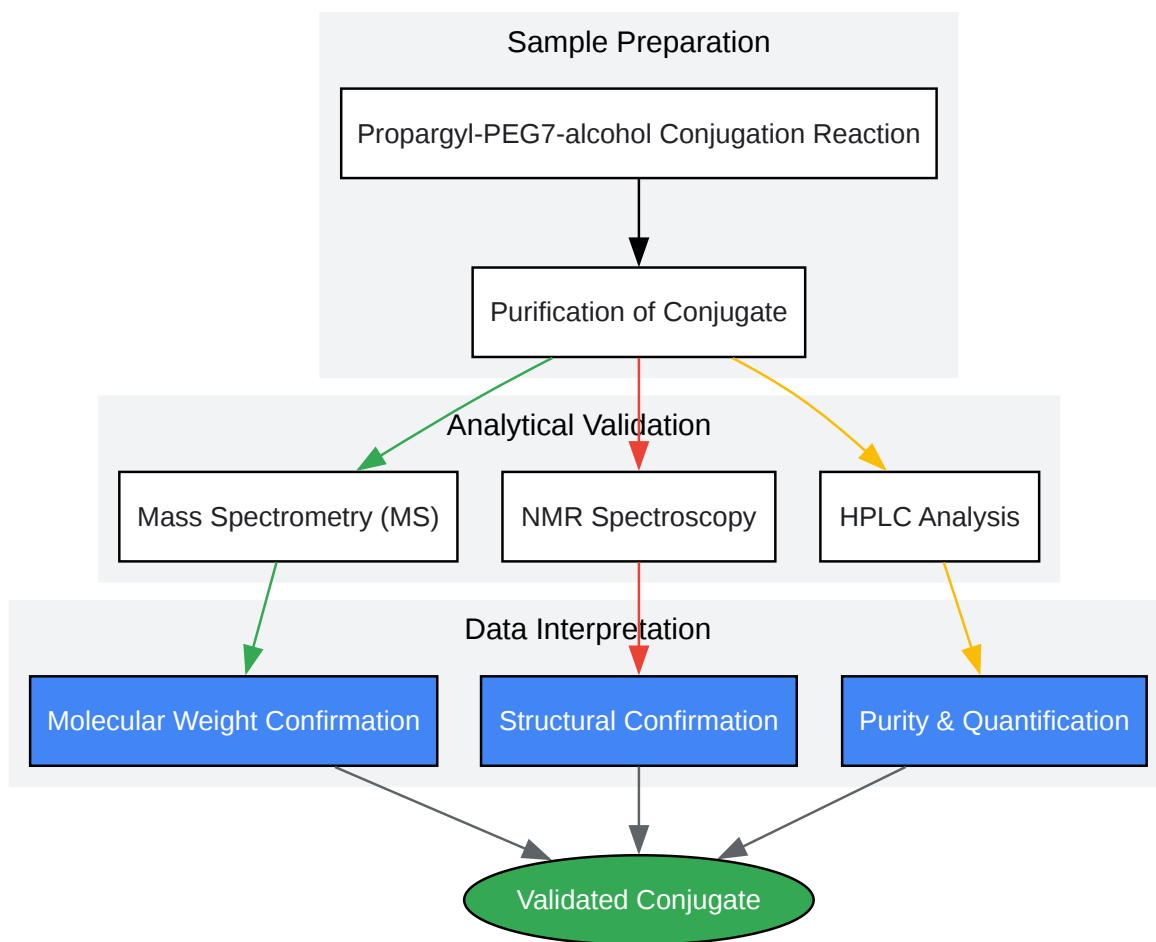 Sample Preparation
Propargyl-PEG7-alcohol Conjugation Reaction
Purification of Conjugate
Analytical Validation
Mass Spectrometry (MS)
NMR Spectroscopy
HPLC Analysis
Data Interpretation
Molecular Weight Confirmation
Structural Confirmation
Purity & Quantification
Validated Conjugate